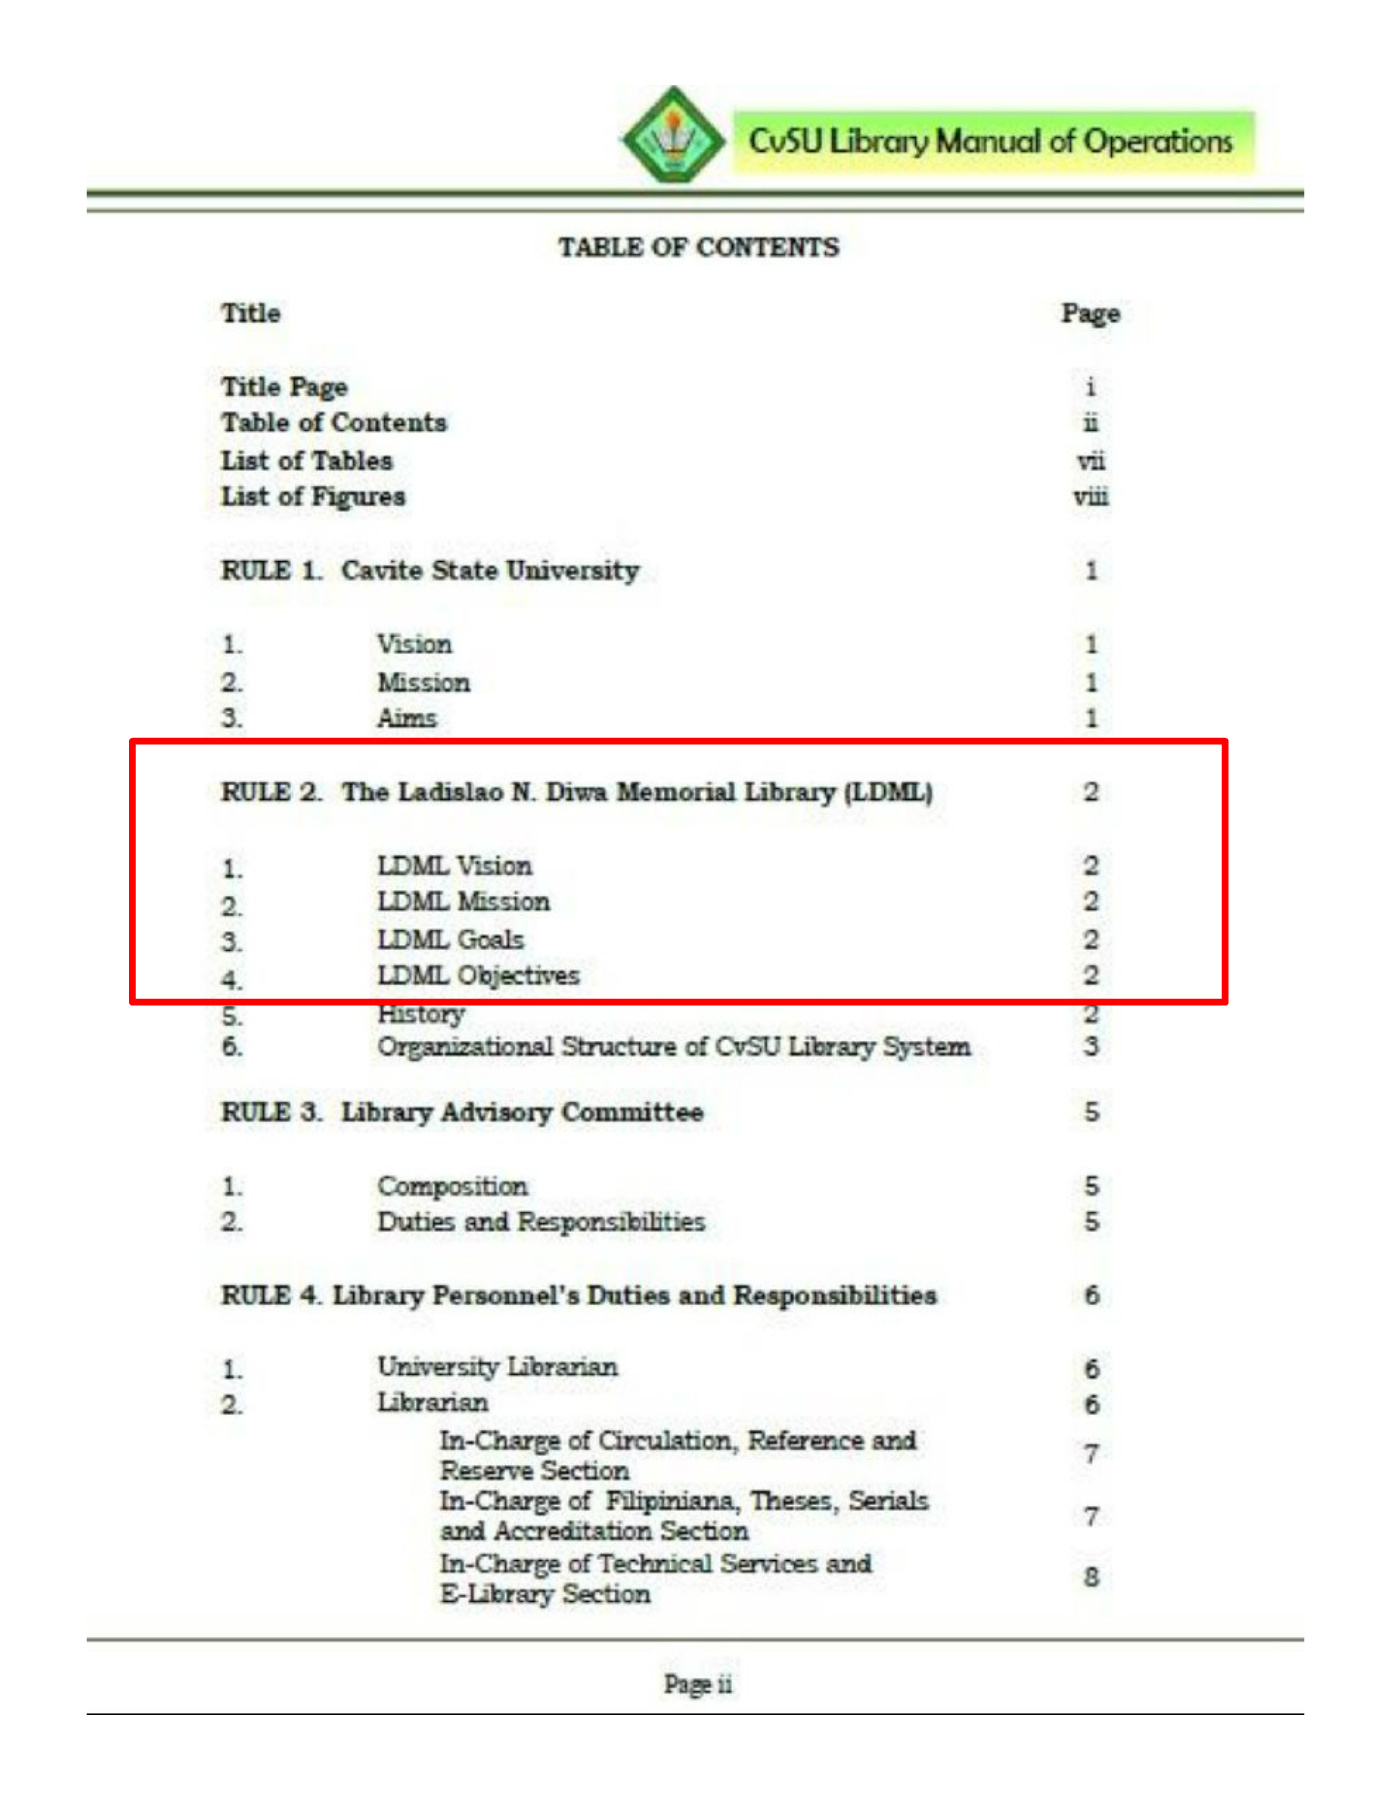 CvSU Library Manual of Operations
TABLE OF CONTENTS
Title Page
Title Page i
Table of Contents ii
List of Tables vii
List of Figures viii
RULE 1. Cavite State University 1
1. Vision 1
2. Mission 1
3. Aims 1
RULE 2. The Ladislao N. Diwa Memorial Library (LDML) 2
1. LDML Vision 2
2. LDML Mission 2
3. LDML Goals 2
4. LDML Objectives 2
5. History 2
6. Organizational Structure of CvSU Library System 3
RULE 3. Library Advisory Committee 5
1. Composition 5
2. Duties and Responsibilities 5
RULE 4. Library Personnel's Duties and Responsibilities 6
1. University Librarian 6
2. Librarian 6
In-Charge of Circulation, Reference and
Reserve Section 7
In-Charge of Filipiniana, Theses, Serials
and Accreditation Section 7
In-Charge of Technical Services and
E-Library Section 8
Page ii